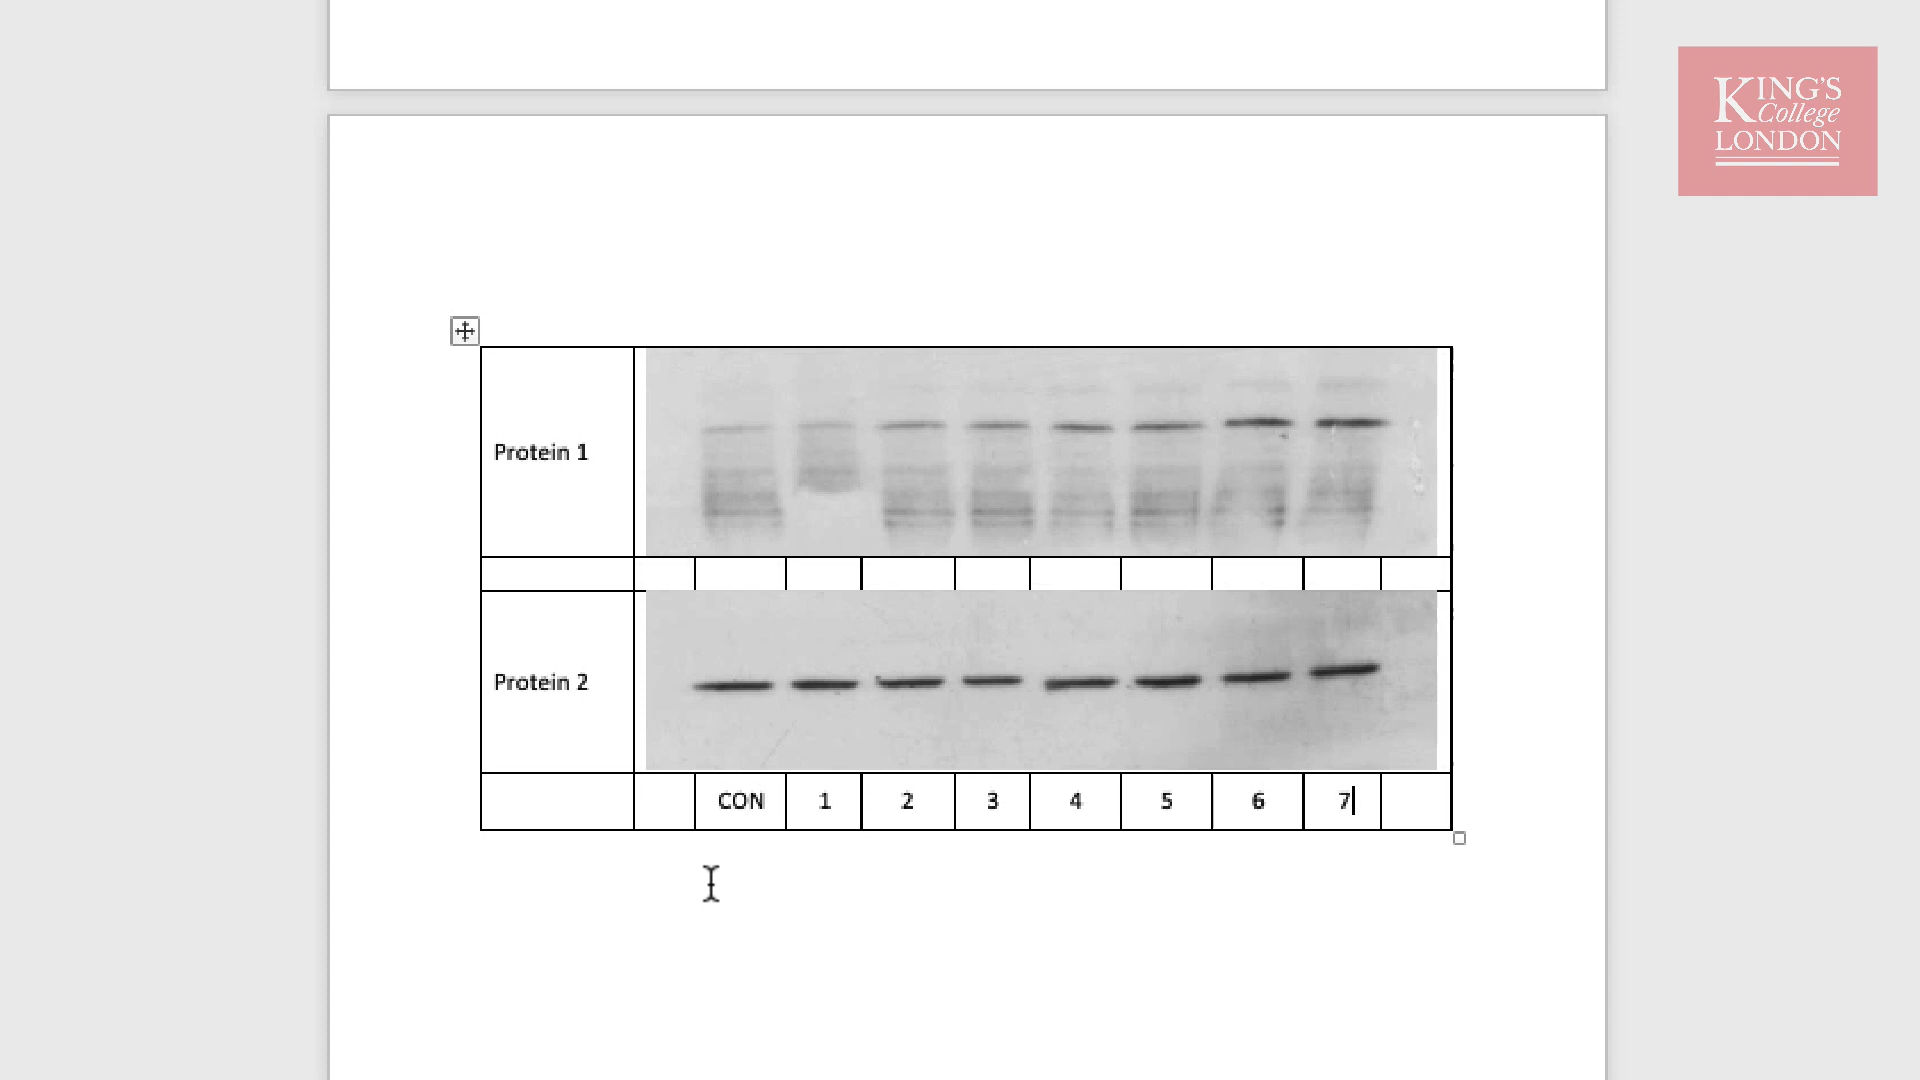 KING'S
College
LONDON
Protein 1
Protein 2
CON 1 2 3 4 5 6 7